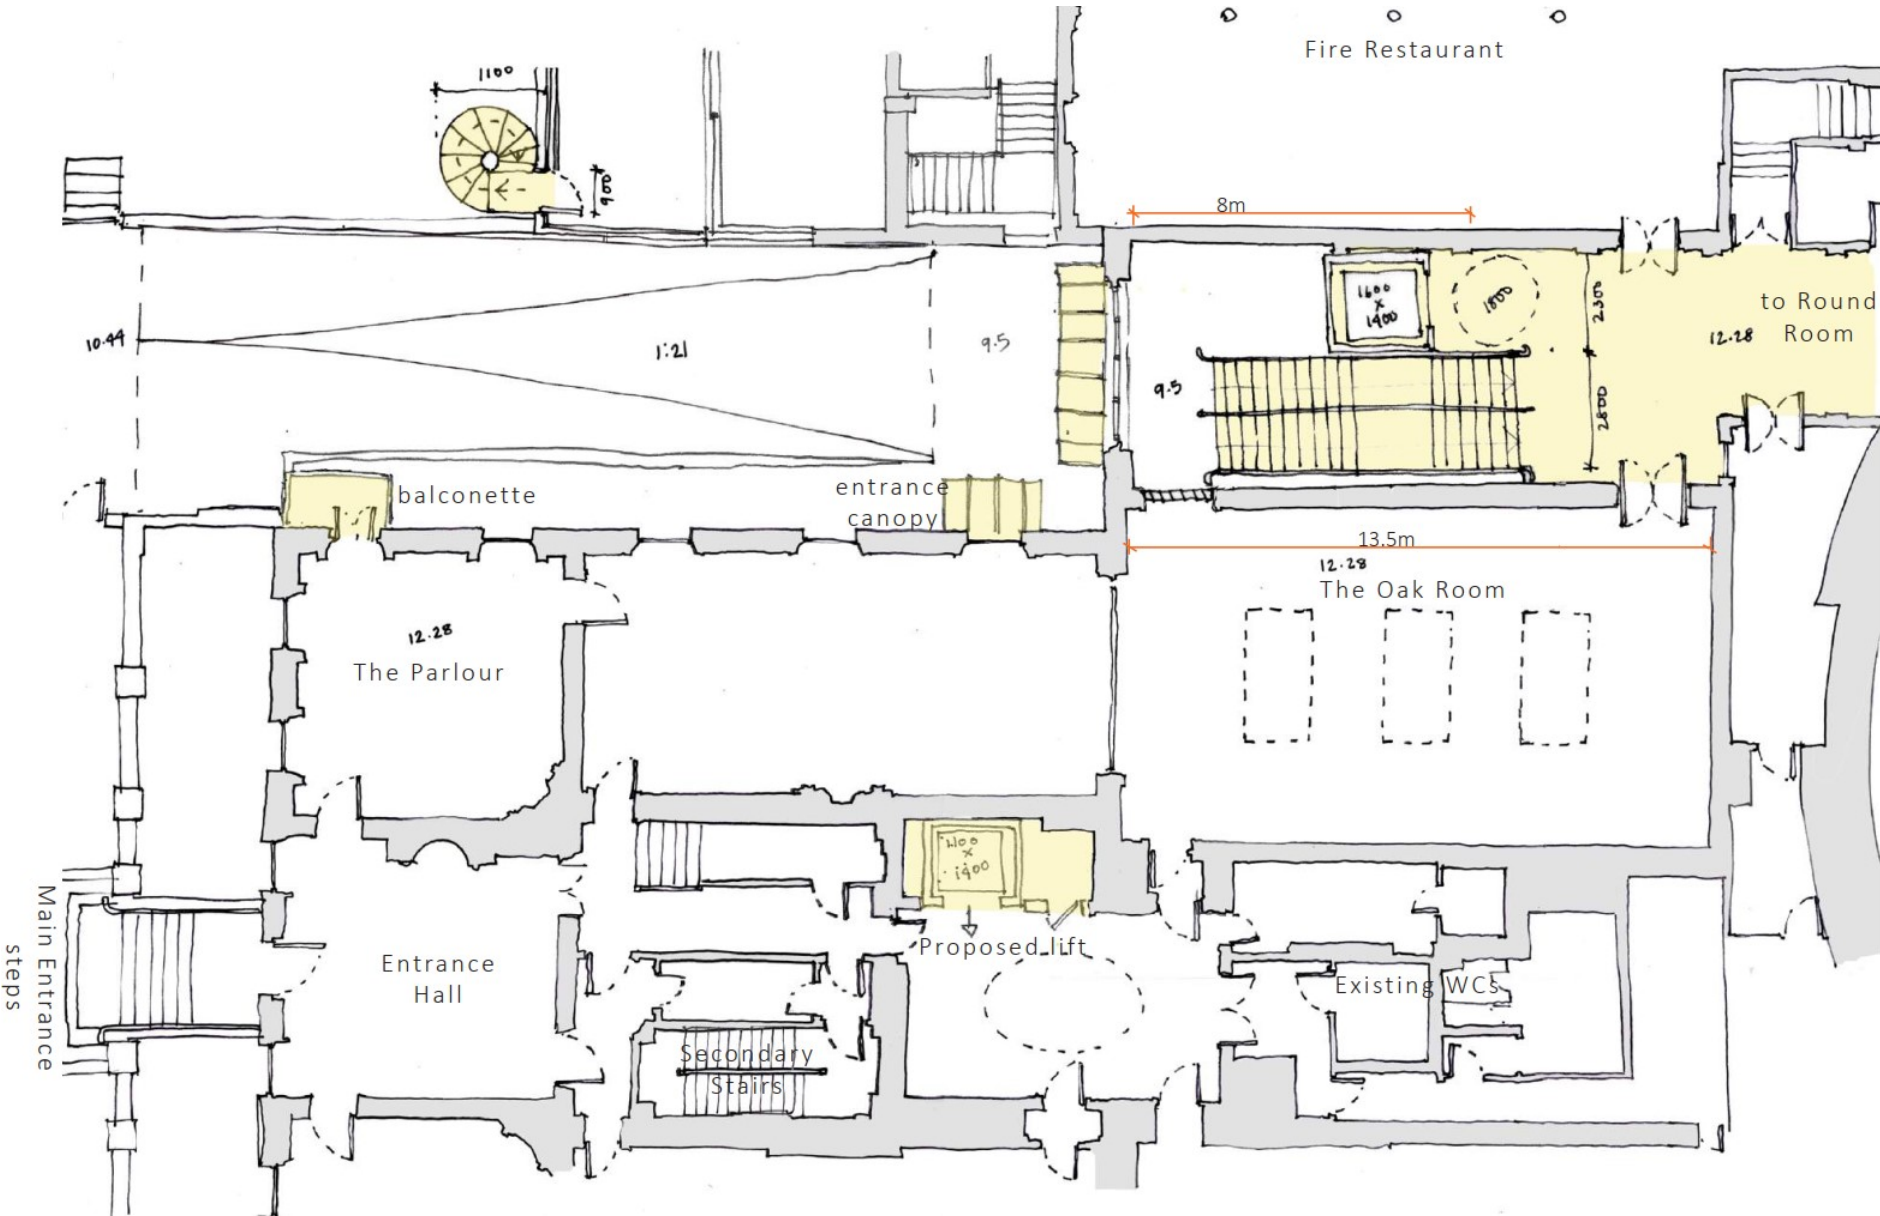 Fire Restaurant
1100
900
8m
10.44
1:21
9.5
1600
x
1400
1800
2300
to Round
Room
12.28
9.5
2800
balconette
entrance
canopy
13.5m
12.28
The Oak Room
12.28
The Parlour
1100
x
1400
Proposed lift
Main Entrance
steps
Entrance
Hall
Existing WCs
Secondary
Stairs